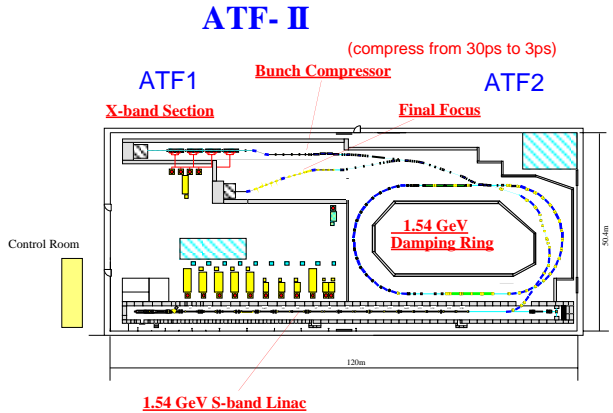 ATF- II
(compress from 30ps to 3ps)
Bunch Compressor
ATF1
ATF2
X-band Section
Final Focus
1.54 GeV
Damping Ring
Control Room
50.4m
120m
1.54 GeV S-band Linac